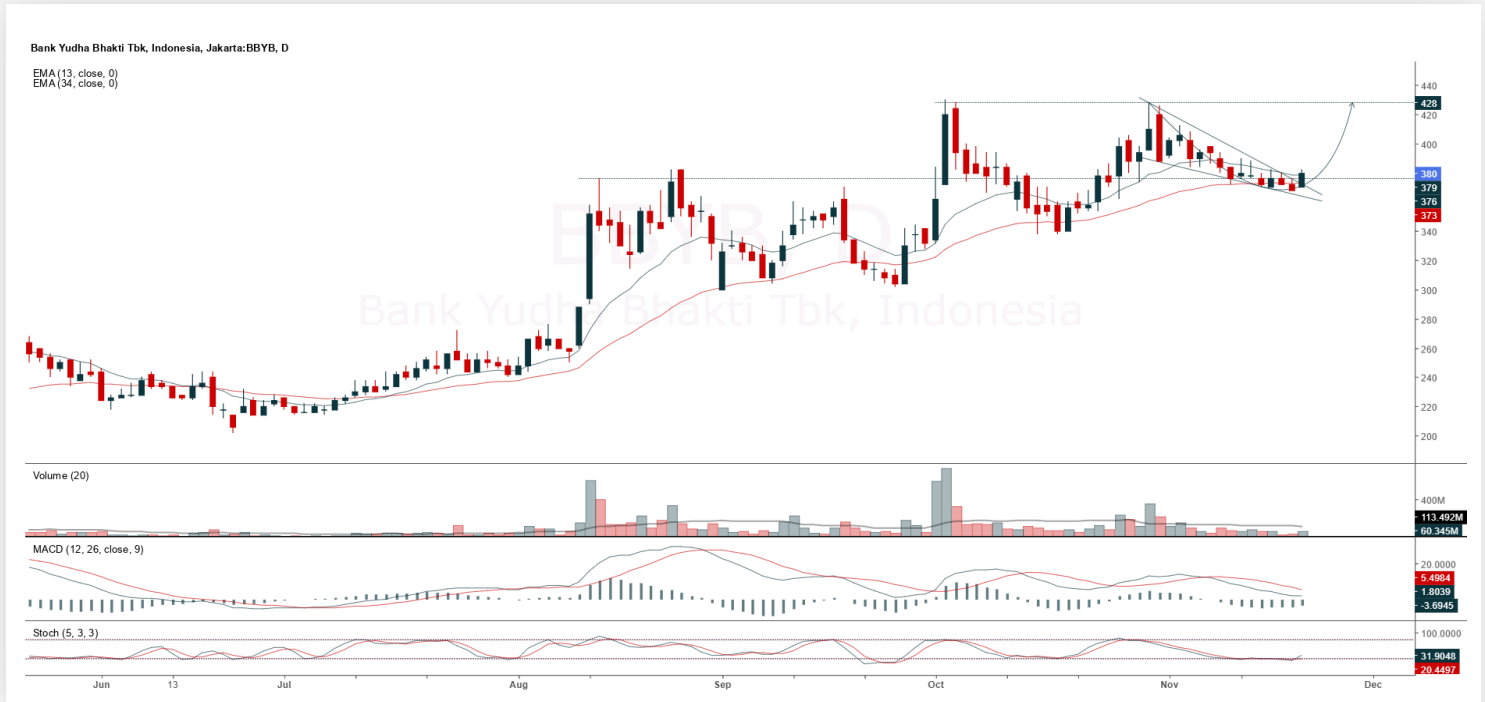 Bank Yudha Bhakti Tbk, Indonesia, Jakarta:BBYB, D
EMA (13, close, 0)
EMA (34, close, 0)
BBYB, D
Bank Yudha Bhakti Tbk, Indonesia
440
428
420
400
380
379
376
373
340
320
300
280
260
240
220
200
Volume (20)
400M
113.492M
60.345M
MACD (12, 26, close, 9)
20.0000
5.4984
1.8039
-3.6945
Stoch (5, 3, 3)
100.0000
31.9048
20.4497
Jun 13 Jul Aug Sep Oct Nov Dec